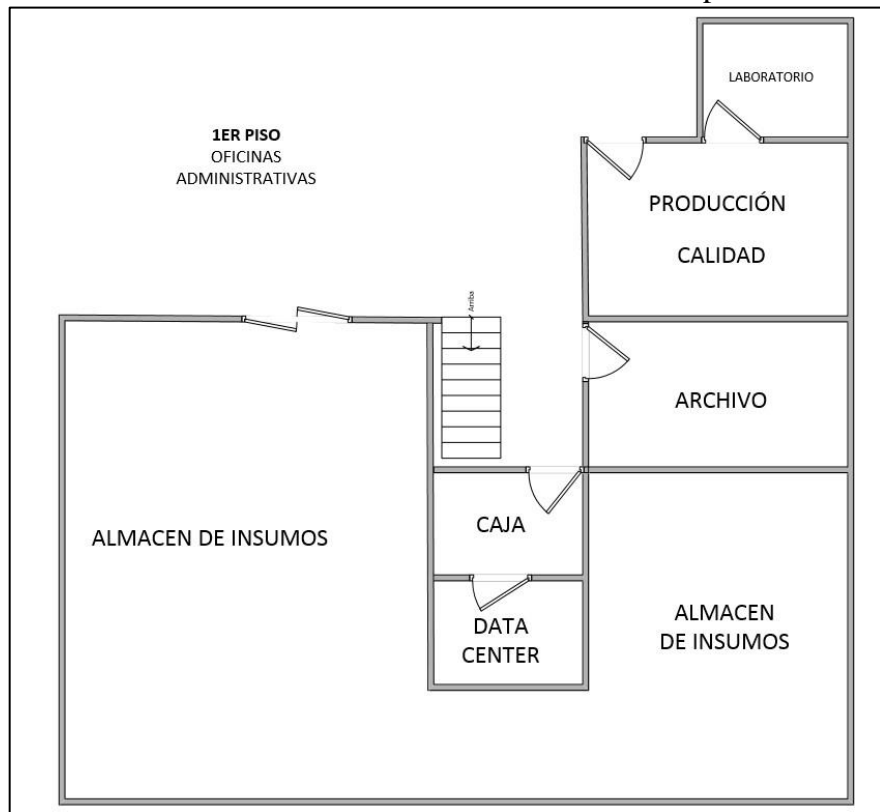 1ER PISO
OFICINAS
ADMINISTRATIVAS
LABORATORIO
PRODUCCIÓN
CALIDAD
Arriba
ARCHIVO
ALMACEN DE INSUMOS
CAJA
DATA
CENTER
ALMACEN
DE INSUMOS